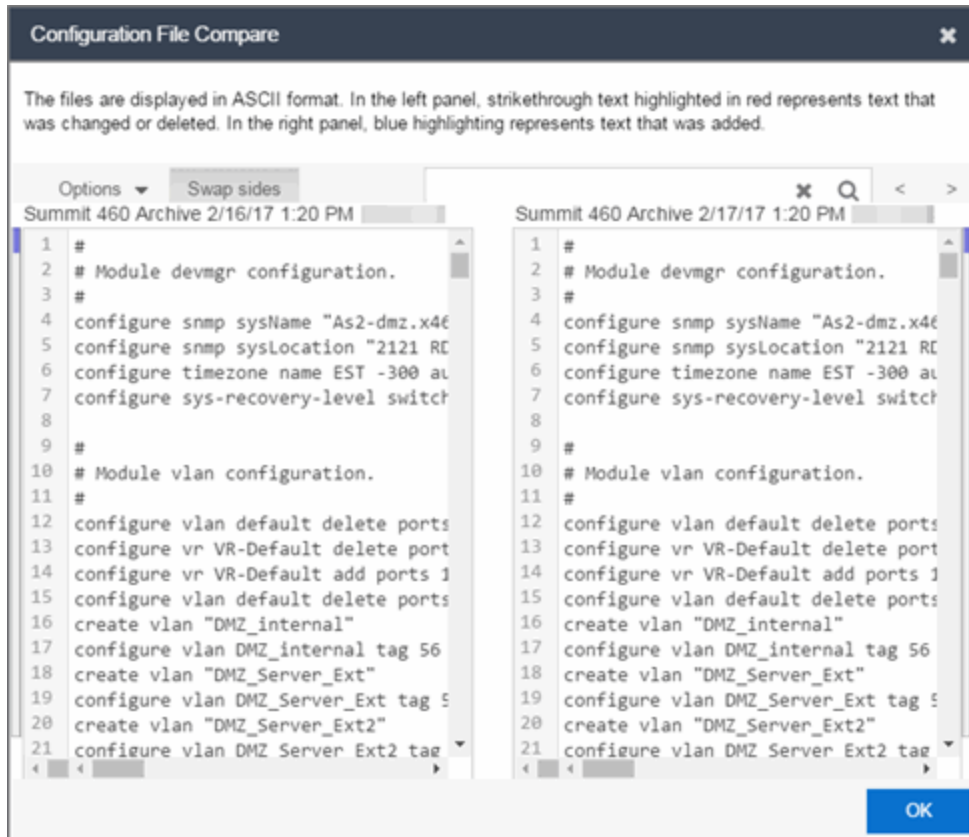 Configuration File Compare
The files are displayed in ASCII format. In the left panel, strikethrough text highlighted in red represents text that
was changed or deleted. In the right panel, blue highlighting represents text that was added.
Options Swap sides
Summit 460 Archive 2/16/17 1:20 PM
1 #
2 # Module devmgr configuration.
3 #
4 configure snmp sysName "As2-dmz.x46
5 configure snmp sysLocation "2121 RD
6 configure timezone name EST -300 au
7 configure sys-recovery-level switch
8
9 #
10 # Module vlan configuration.
11 #
12 configure vlan default delete ports
13 configure vr VR-Default delete port
14 configure vr VR-Default add ports 1
15 configure vlan default delete ports
16 create vlan "DMZ_internal"
17 configure vlan DMZ_internal tag 56
18 create vlan "DMZ_Server_Ext"
19 configure vlan DMZ_Server_Ext tag 5
20 create vlan "DMZ_Server_Ext2"
21 configure vlan DMZ Server Ext2 tag
Summit 460 Archive 2/17/17 1:20 PM
1 #
2 # Module devmgr configuration.
3 #
4 configure snmp sysName "As2-dmz.x46
5 configure snmp sysLocation "2121 RD
6 configure timezone name EST -300 au
7 configure sys-recovery-level switch
8
9 #
10 # Module vlan configuration.
11 #
12 configure vlan default delete ports
13 configure vr VR-Default delete port
14 configure vr VR-Default add ports 1
15 configure vlan default delete ports
16 create vlan "DMZ_internal"
17 configure vlan DMZ_internal tag 56
18 create vlan "DMZ_Server_Ext"
19 configure vlan DMZ_Server_Ext tag 5
20 create vlan "DMZ_Server_Ext2"
21 configure vlan DMZ Server Ext2 tag
OK